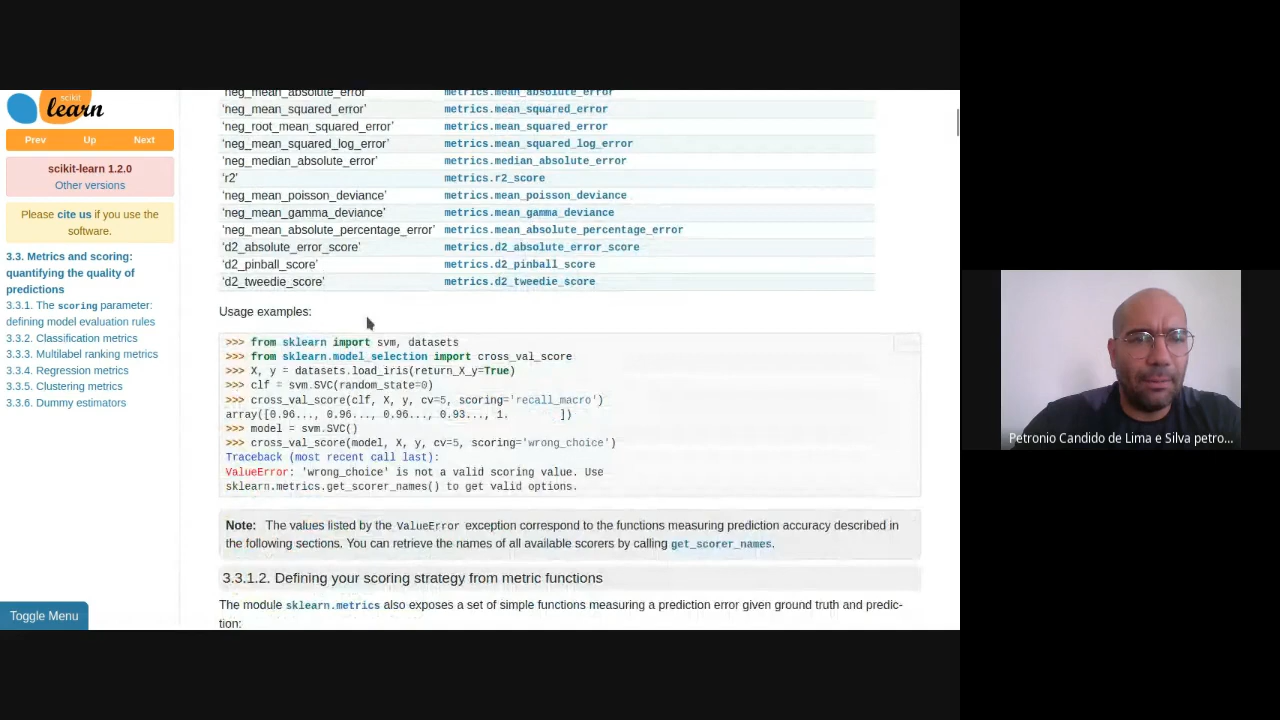 scikit
learn
Prev Up Next
scikit-learn 1.2.0
Other versions
Please cite us if you use the
software.
3.3. Metrics and scoring:
quantifying the quality of
predictions
3.3.1. The scoring parameter:
defining model evaluation rules
3.3.2. Classification metrics
3.3.3. Multilabel ranking metrics
3.3.4. Regression metrics
3.3.5. Clustering metrics
3.3.6. Dummy estimators
Toggle Menu
'neg_mean_absolute_error' metrics.mean_absolute_error
'neg_mean_squared_error' metrics.mean_squared_error
'neg_root_mean_squared_error' metrics.mean_squared_error
'neg_mean_squared_log_error' metrics.mean_squared_log_error
'neg_median_absolute_error' metrics.median_absolute_error
'r2' metrics.r2_score
'neg_mean_poisson_deviance' metrics.mean_poisson_deviance
'neg_mean_gamma_deviance' metrics.mean_gamma_deviance
'neg_mean_absolute_percentage_error' metrics.mean_absolute_percentage_error
'd2_absolute_error_score' metrics.d2_absolute_error_score
'd2_pinball_score' metrics.d2_pinball_score
'd2_tweedie_score' metrics.d2_tweedie_score
Usage examples:
>>> from sklearn import svm, datasets
>>> from sklearn.model_selection import cross_val_score
>>> X, y = datasets.load_iris(return_X_y=True)
>>> clf = svm.SVC(random_state=0)
>>> cross_val_score(clf, X, y, cv=5, scoring='recall_macro')
array([0.96..., 0.96..., 0.96..., 0.93..., 1. ])
>>> model = svm.SVC()
>>> cross_val_score(model, X, y, cv=5, scoring='wrong_choice')
Traceback (most recent call last):
ValueError: 'wrong_choice' is not a valid scoring value. Use
sklearn.metrics.get_scorer_names() to get valid options.
Note: The values listed by the ValueError exception correspond to the functions measuring prediction accuracy described in
the following sections. You can retrieve the names of all available scorers by calling get_scorer_names.
3.3.1.2. Defining your scoring strategy from metric functions
The module sklearn.metrics also exposes a set of simple functions measuring a prediction error given ground truth and predic-
tion:
Petronio Candido de Lima e Silva petro...